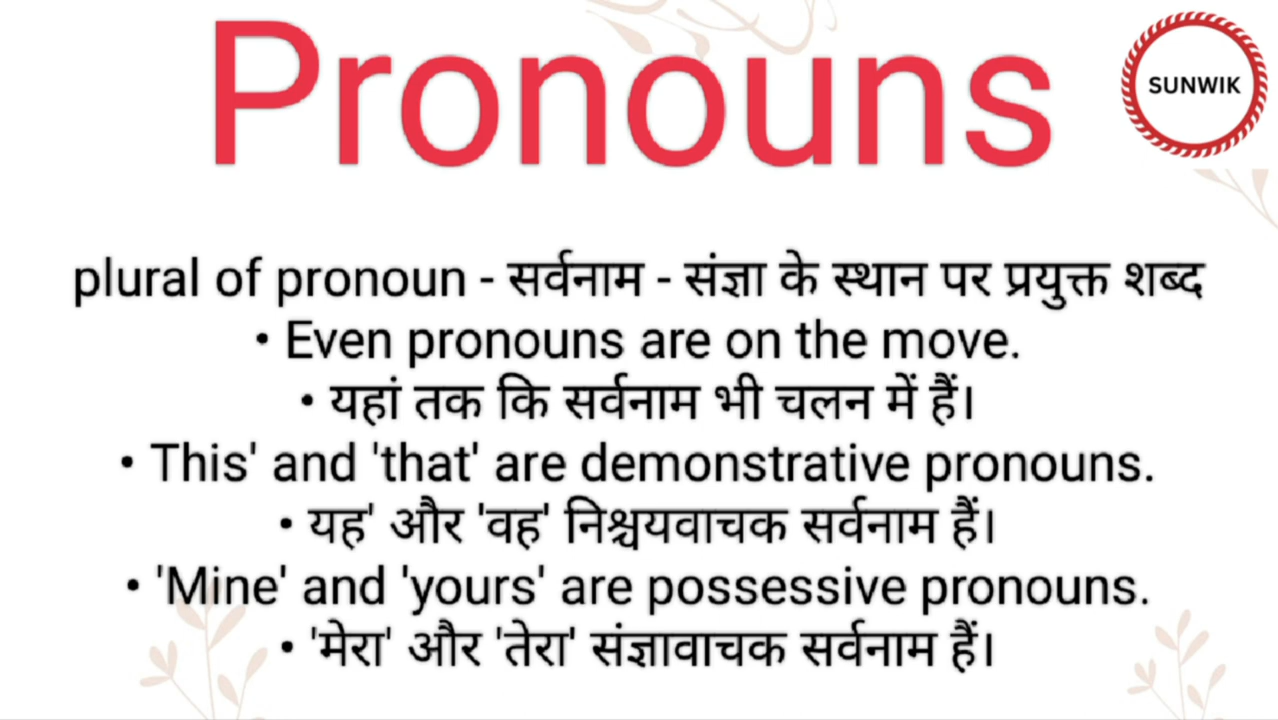 Pronouns
SUNWIK
plural of pronoun - सर्वनाम - संज्ञा के स्थान पर प्रयुक्त शब्द
• Even pronouns are on the move.
• यहां तक कि सर्वनाम भी चलन में हैं।
• This' and 'that' are demonstrative pronouns.
• यह' और 'वह' निश्चयवाचक सर्वनाम हैं।
• 'Mine' and 'yours' are possessive pronouns.
• 'मेरा' और 'तेरा' संज्ञावाचक सर्वनाम हैं।